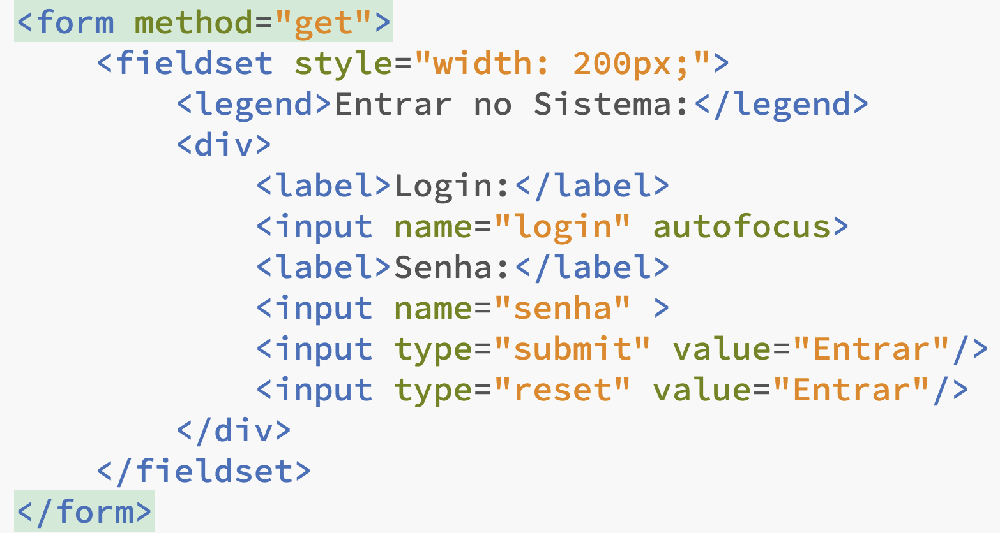 <form method="get">
    <fieldset style="width: 200px;">
        <legend>Entrar no Sistema:</legend>
        <div>
            <label>Login:</label>
            <input name="login" autofocus>
            <label>Senha:</label>
            <input name="senha" >
            <input type="submit" value="Entrar"/>
            <input type="reset" value="Entrar"/>
        </div>
    </fieldset>
</form>